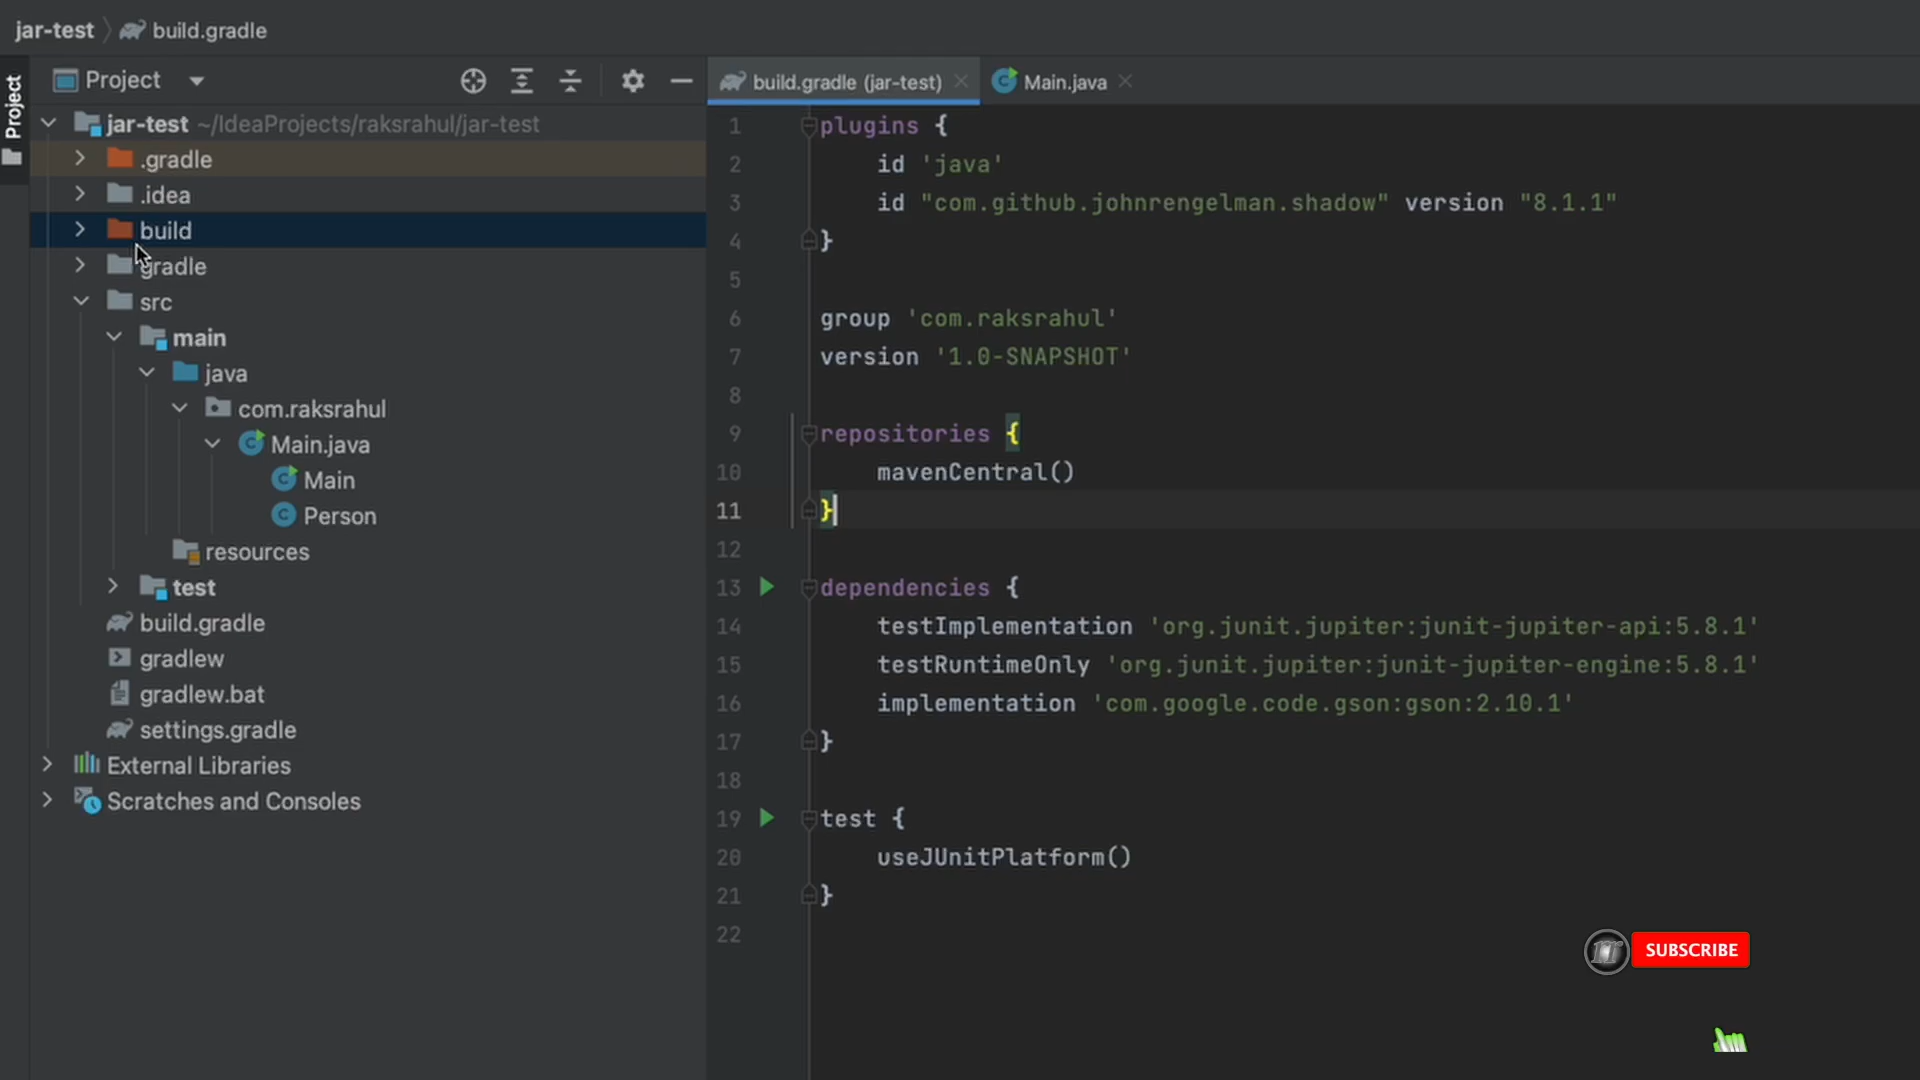 jar-test build.gradle
Project
Project
build.gradle (jar-test)
Main.java
jar-test ~/IdeaProjects/raksrahul/jar-test
.gradle
.idea
build
gradle
src
main
java
com.raksrahul
Main.java
Main
Person
resources
test
build.gradle
gradlew
gradlew.bat
settings.gradle
External Libraries
Scratches and Consoles
1 plugins {
2 id 'java'
3 id "com.github.johnrengelman.shadow" version "8.1.1"
4 }
5
6 group 'com.raksrahul'
7 version '1.0-SNAPSHOT'
8
9 repositories {
10 mavenCentral()
11 }
12
13 dependencies {
14 testImplementation 'org.junit.jupiter:junit-jupiter-api:5.8.1'
15 testRuntimeOnly 'org.junit.jupiter:junit-jupiter-engine:5.8.1'
16 implementation 'com.google.code.gson:gson:2.10.1'
17 }
18
19 test {
20 useJUnitPlatform()
21 }
22
SUBSCRIBE